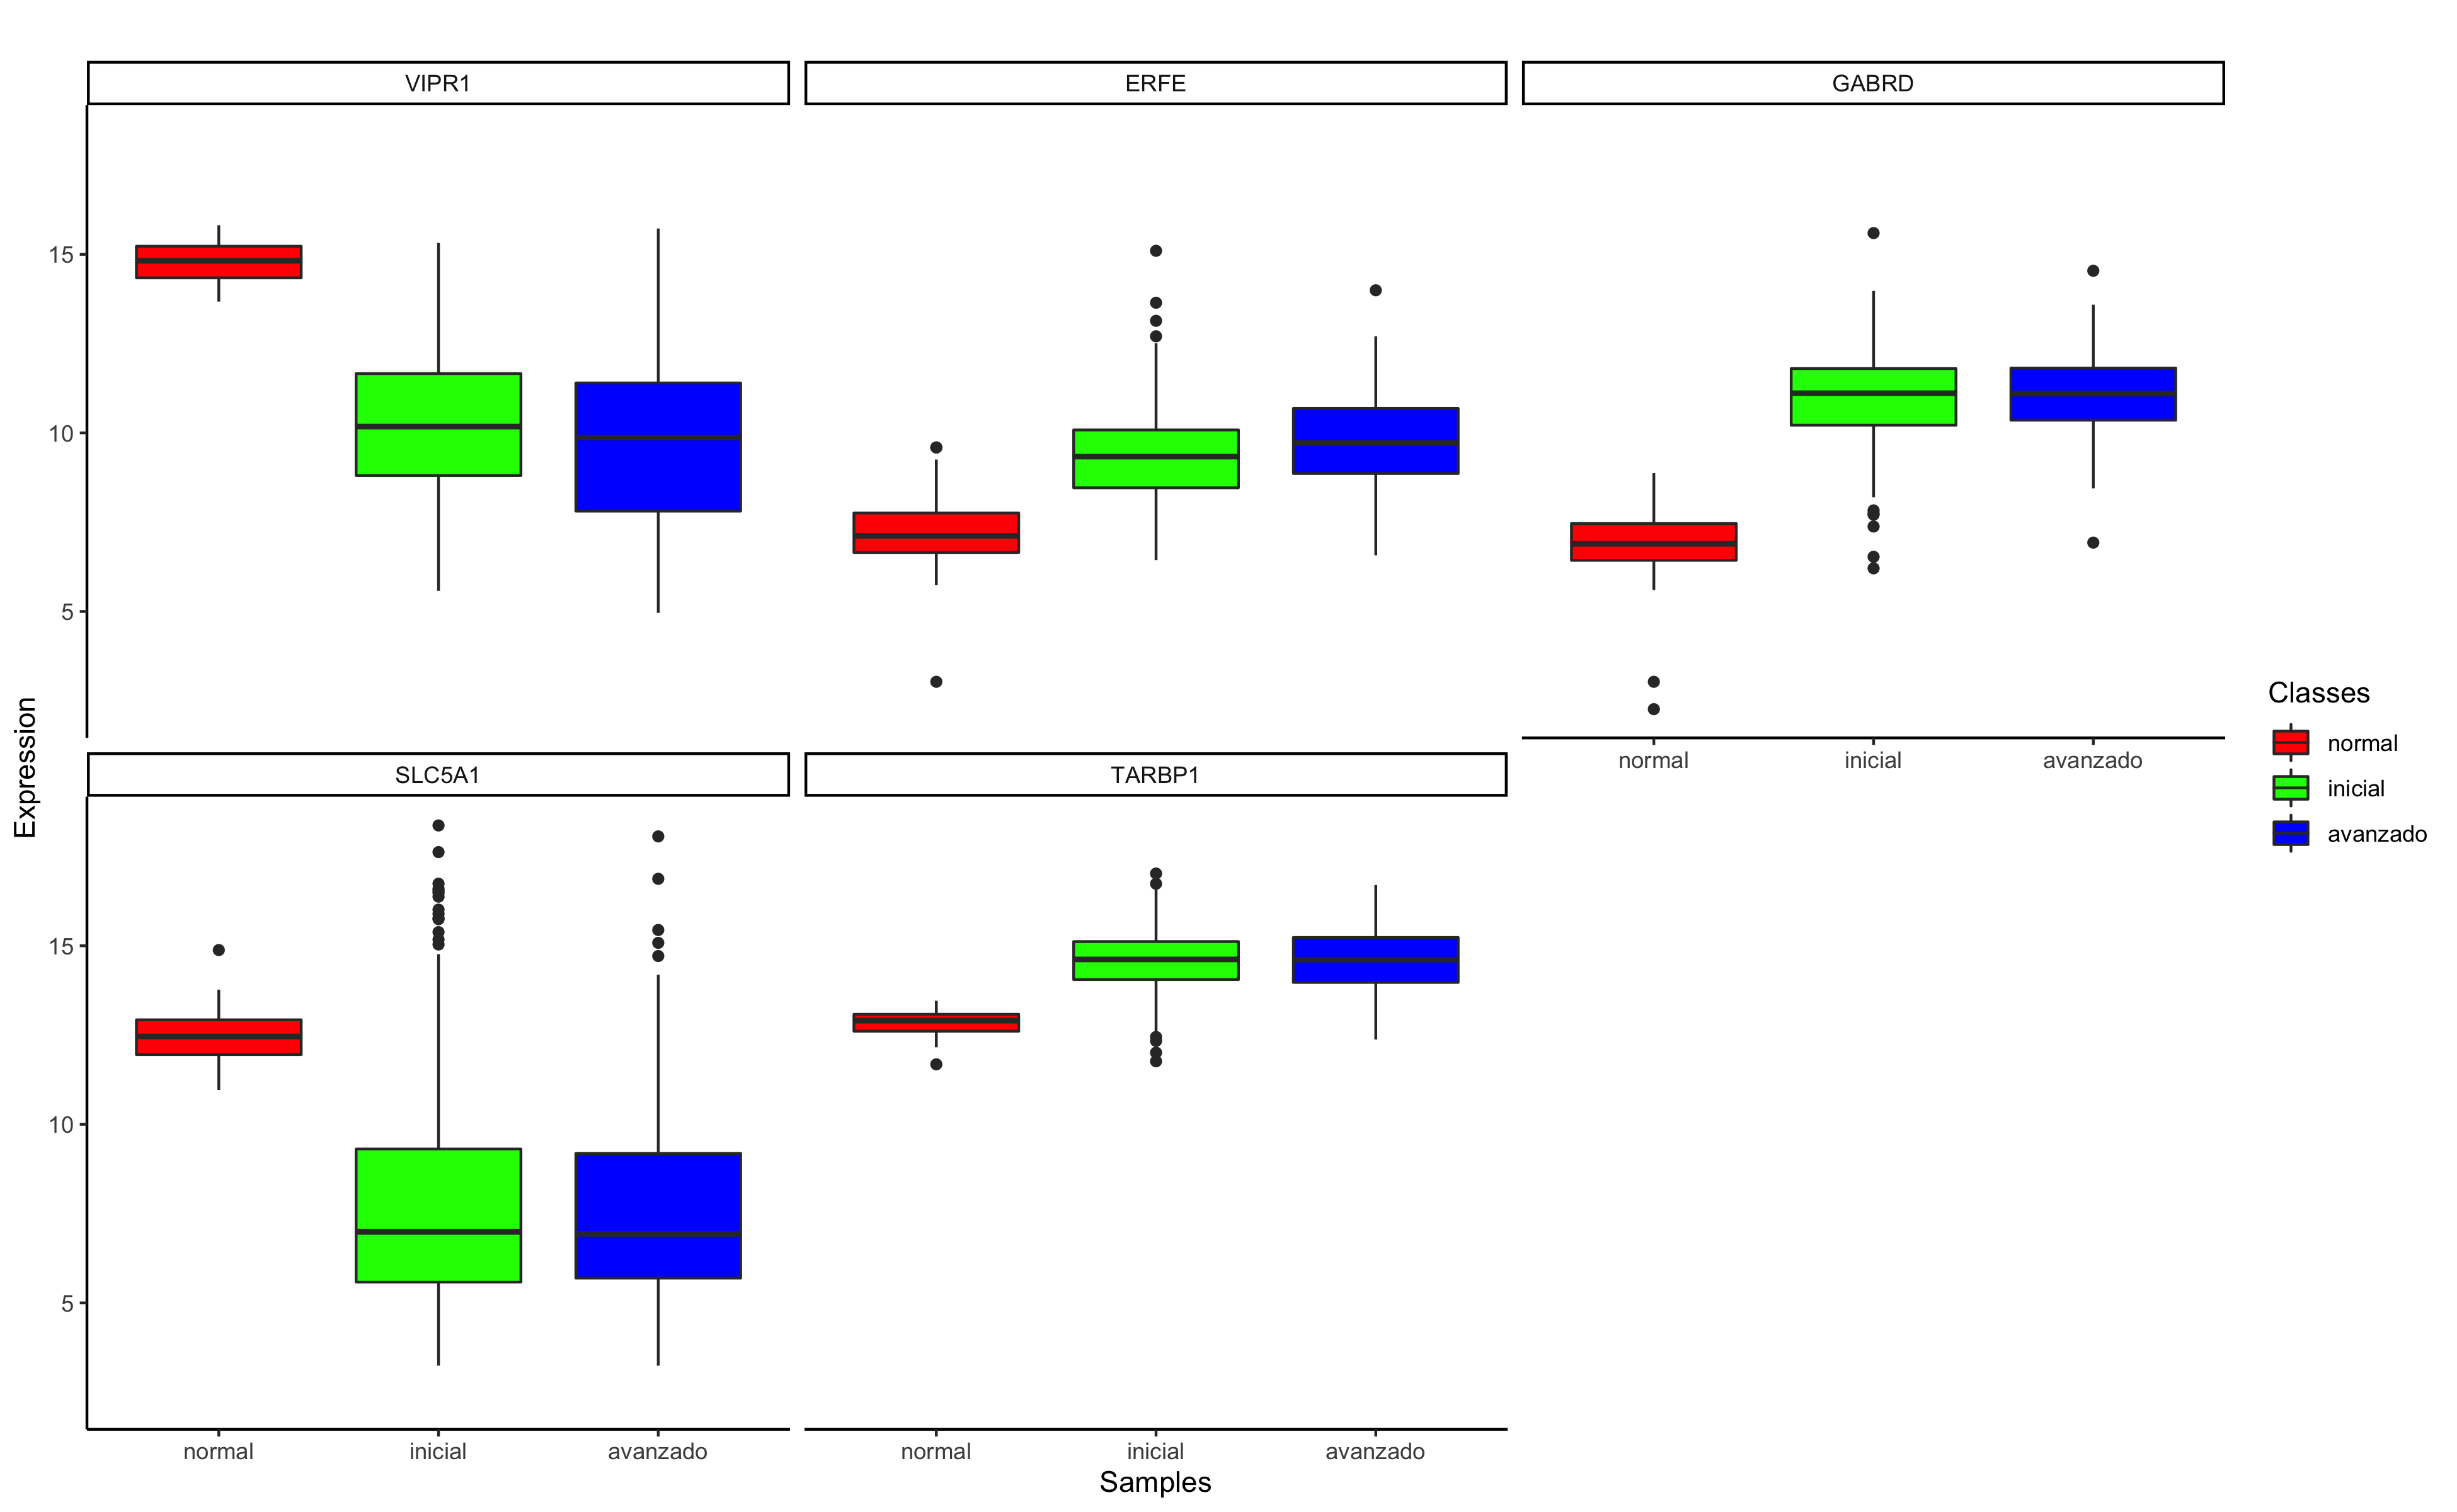 VIPR1
ERFE
GABRD
15
10
5
normal
inicial
avanzado
SLC5A1
TARBP1
15
10
5
normal
inicial
avanzado
normal
inicial
avanzado
Expression
Samples
Classes
normal
inicial
avanzado